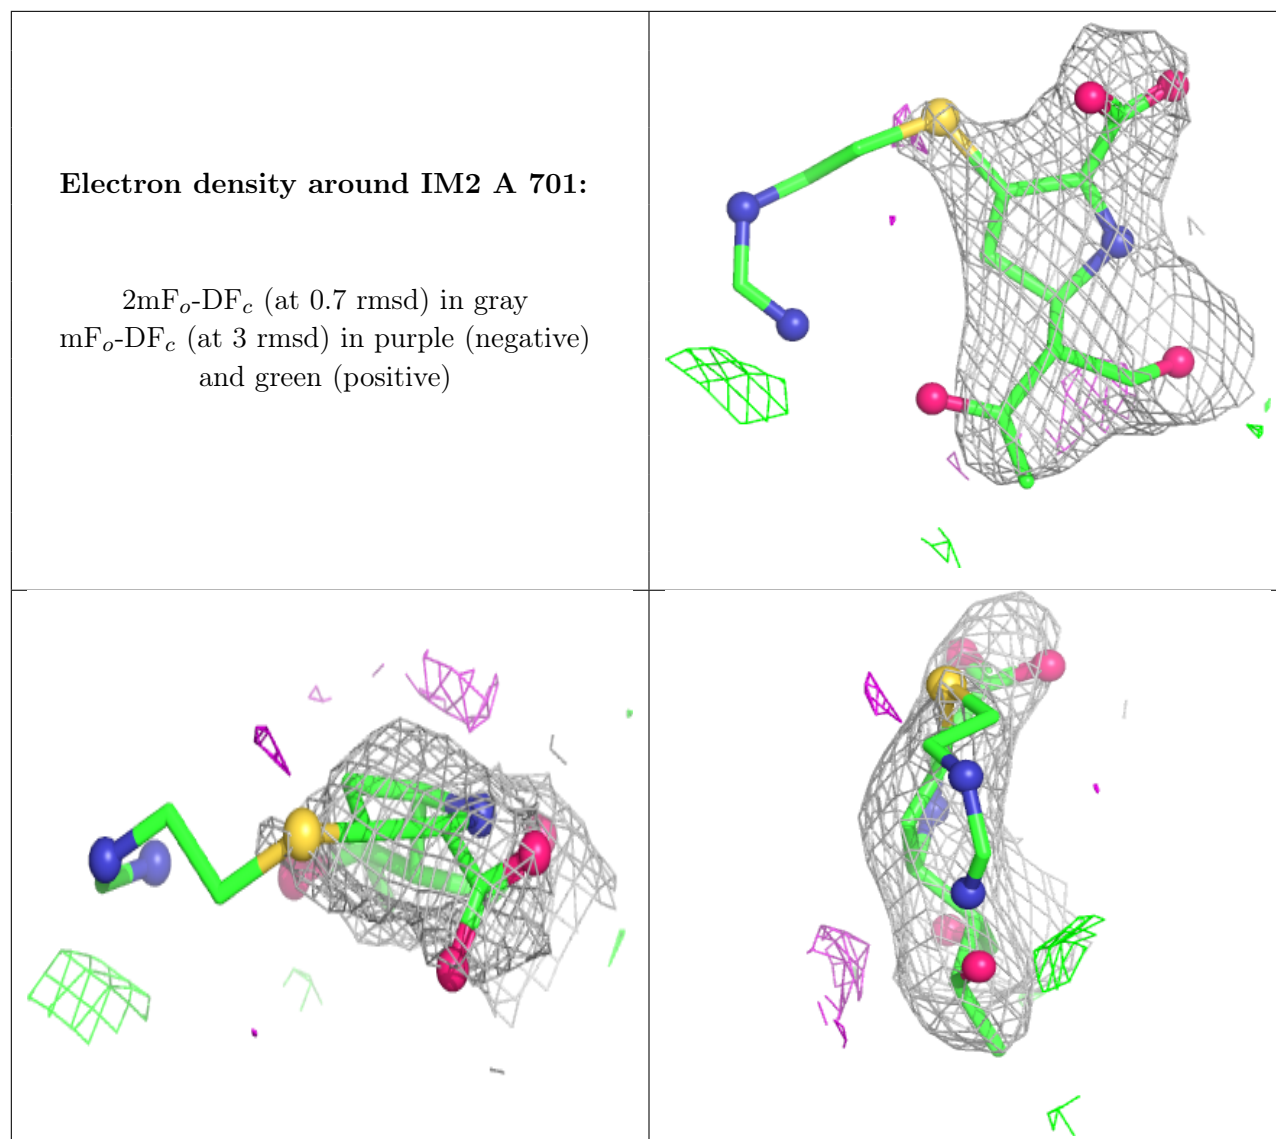 Electron density around IM2 A 701:
2mFo-DFc (at 0.7 rmsd) in gray
mFo-DFc (at 3 rmsd) in purple (negative)
and green (positive)